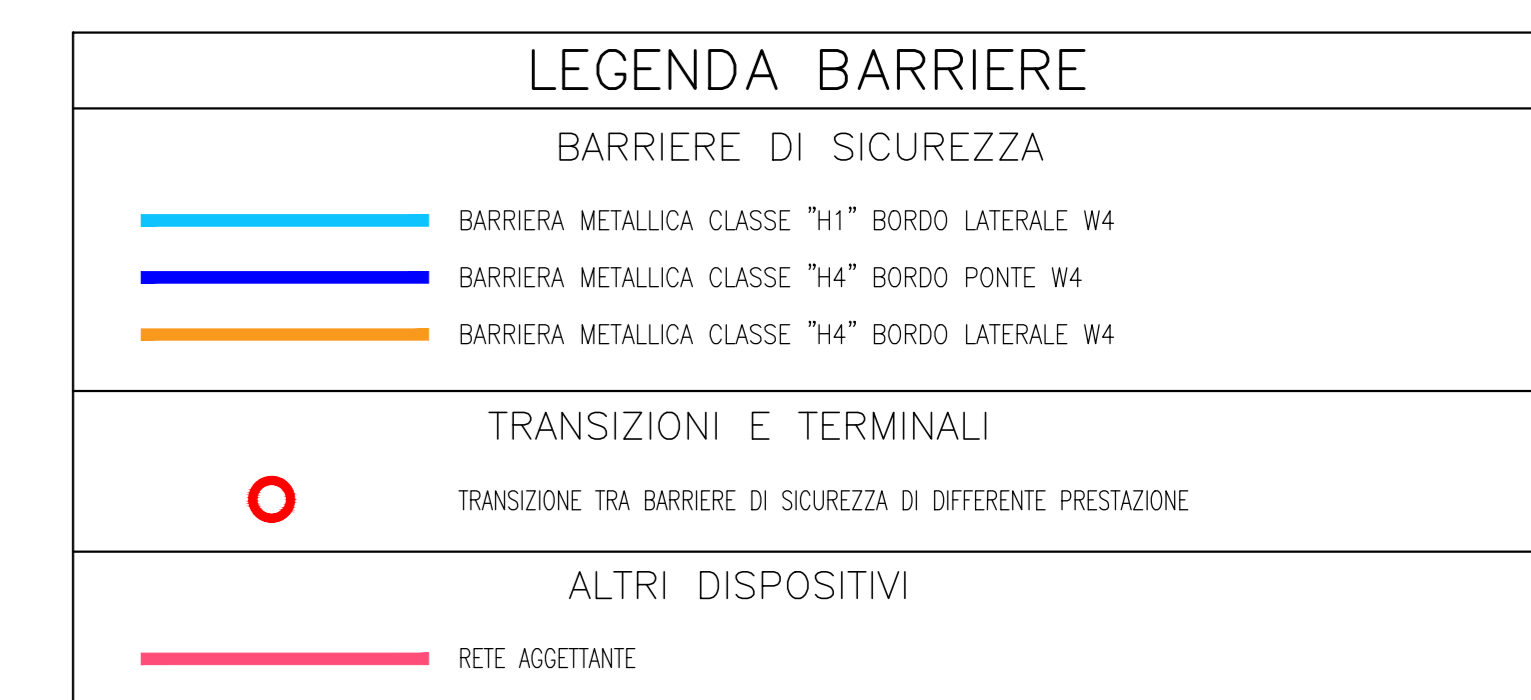 LEGENDA BARRIERE
BARRIERE DI SICUREZZA
BARRIERA METALLICA CLASSE "H1" BORDO LATERALE W4
BARRIERA METALLICA CLASSE "H4" BORDO PONTE W4
BARRIERA METALLICA CLASSE "H4" BORDO LATERALE W4
TRANSIZIONI E TERMINALI
TRANSIZIONE TRA BARRIERE DI SICUREZZA DI DIFFERENTE PRESTAZIONE
ALTRI DISPOSITIVI
RETE AGGETTANTE